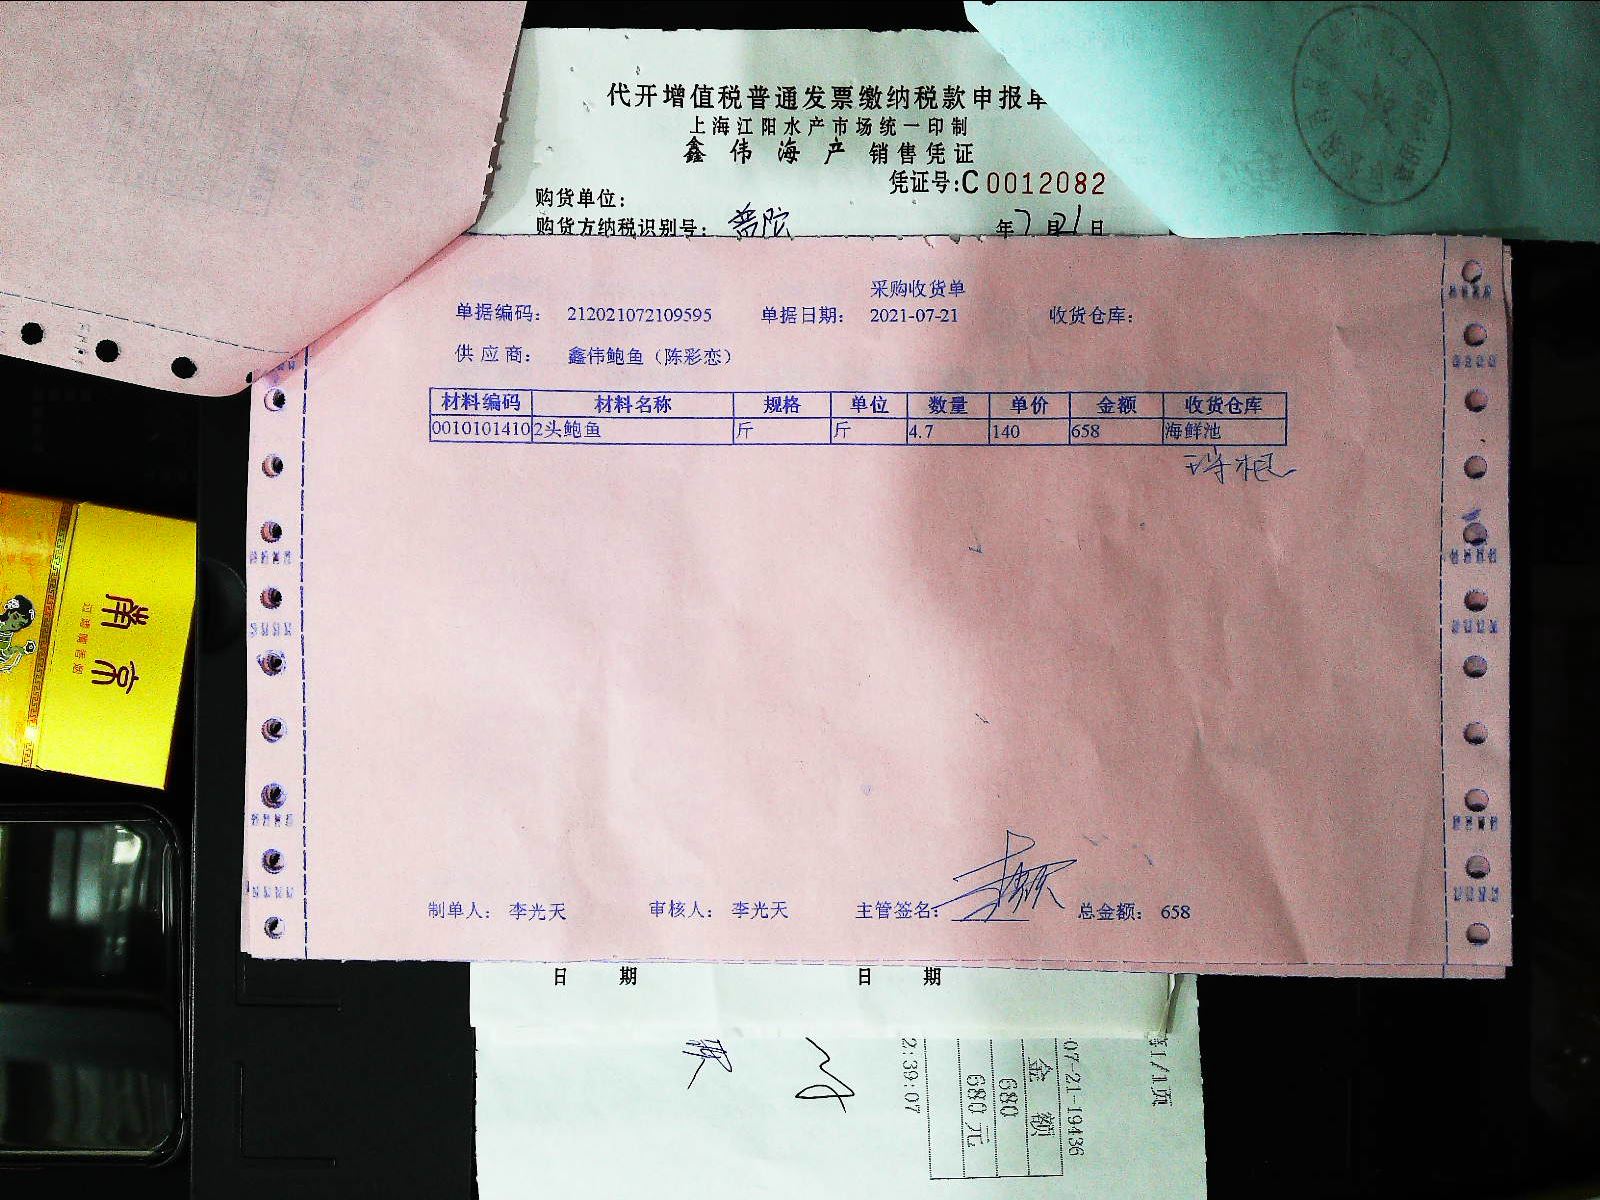 代开增值税普通发票缴纳税款申报单
上海江阳水产市场统一印制
鑫伟海产 销售凭证
凭证号:C 0012082
购货单位:
购货方纳税识别号: 普陀 年7月21日
采购收货单
单据编码: 212021072109595 单据日期: 2021-07-21 收货仓库:
供应商: 鑫伟鲍鱼（陈彩恋）
材料编码 材料名称 规格 单位 数量 单价 金额 收货仓库
0010101410 2头鲍鱼 斤 斤 4.7 140 658 海鲜池
制单人: 李光天 审核人: 李光天 主管签名: 总金额: 658
日 期 日 期
第1/1页
07-21-19436
金 额
680
680元
2:39:07
南京